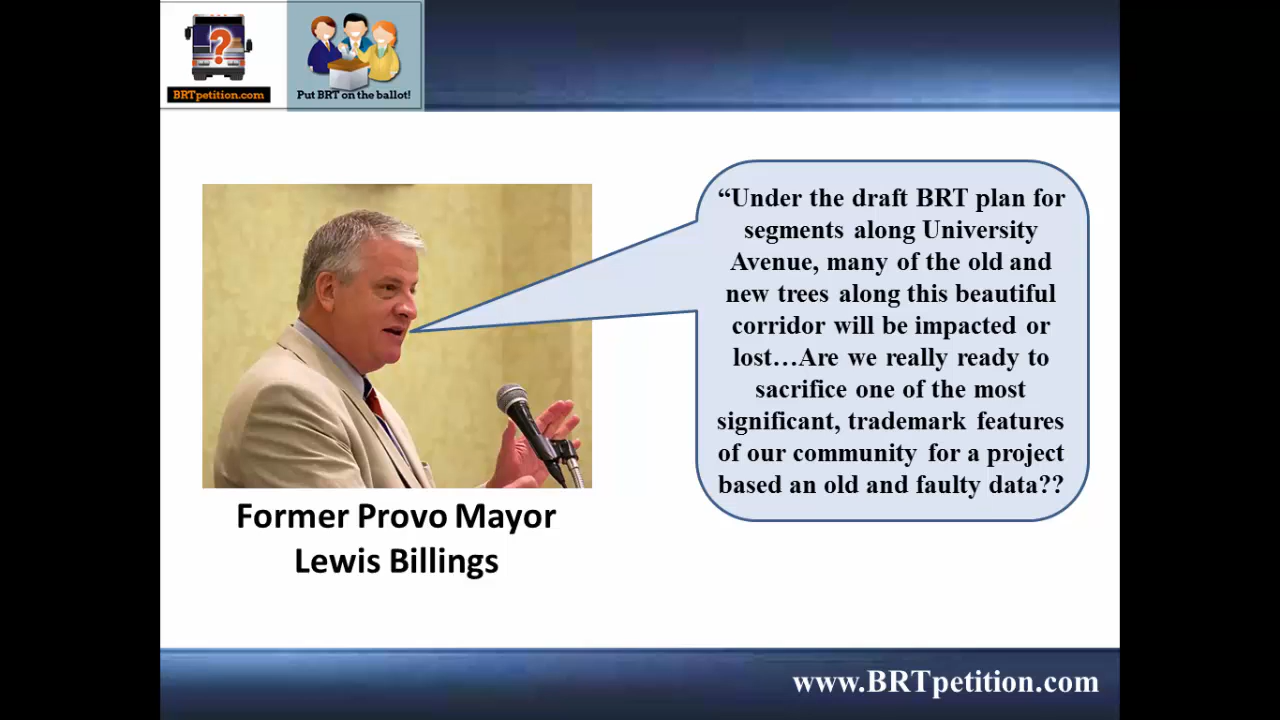 ?
BRTpetition.com
Put BRT on the ballot!
“Under the draft BRT plan for
segments along University
Avenue, many of the old and
new trees along this beautiful
corridor will be impacted or
lost…Are we really ready to
sacrifice one of the most
significant, trademark features
of our community for a project
based an old and faulty data??
Former Provo Mayor
Lewis Billings
www.BRTpetition.com